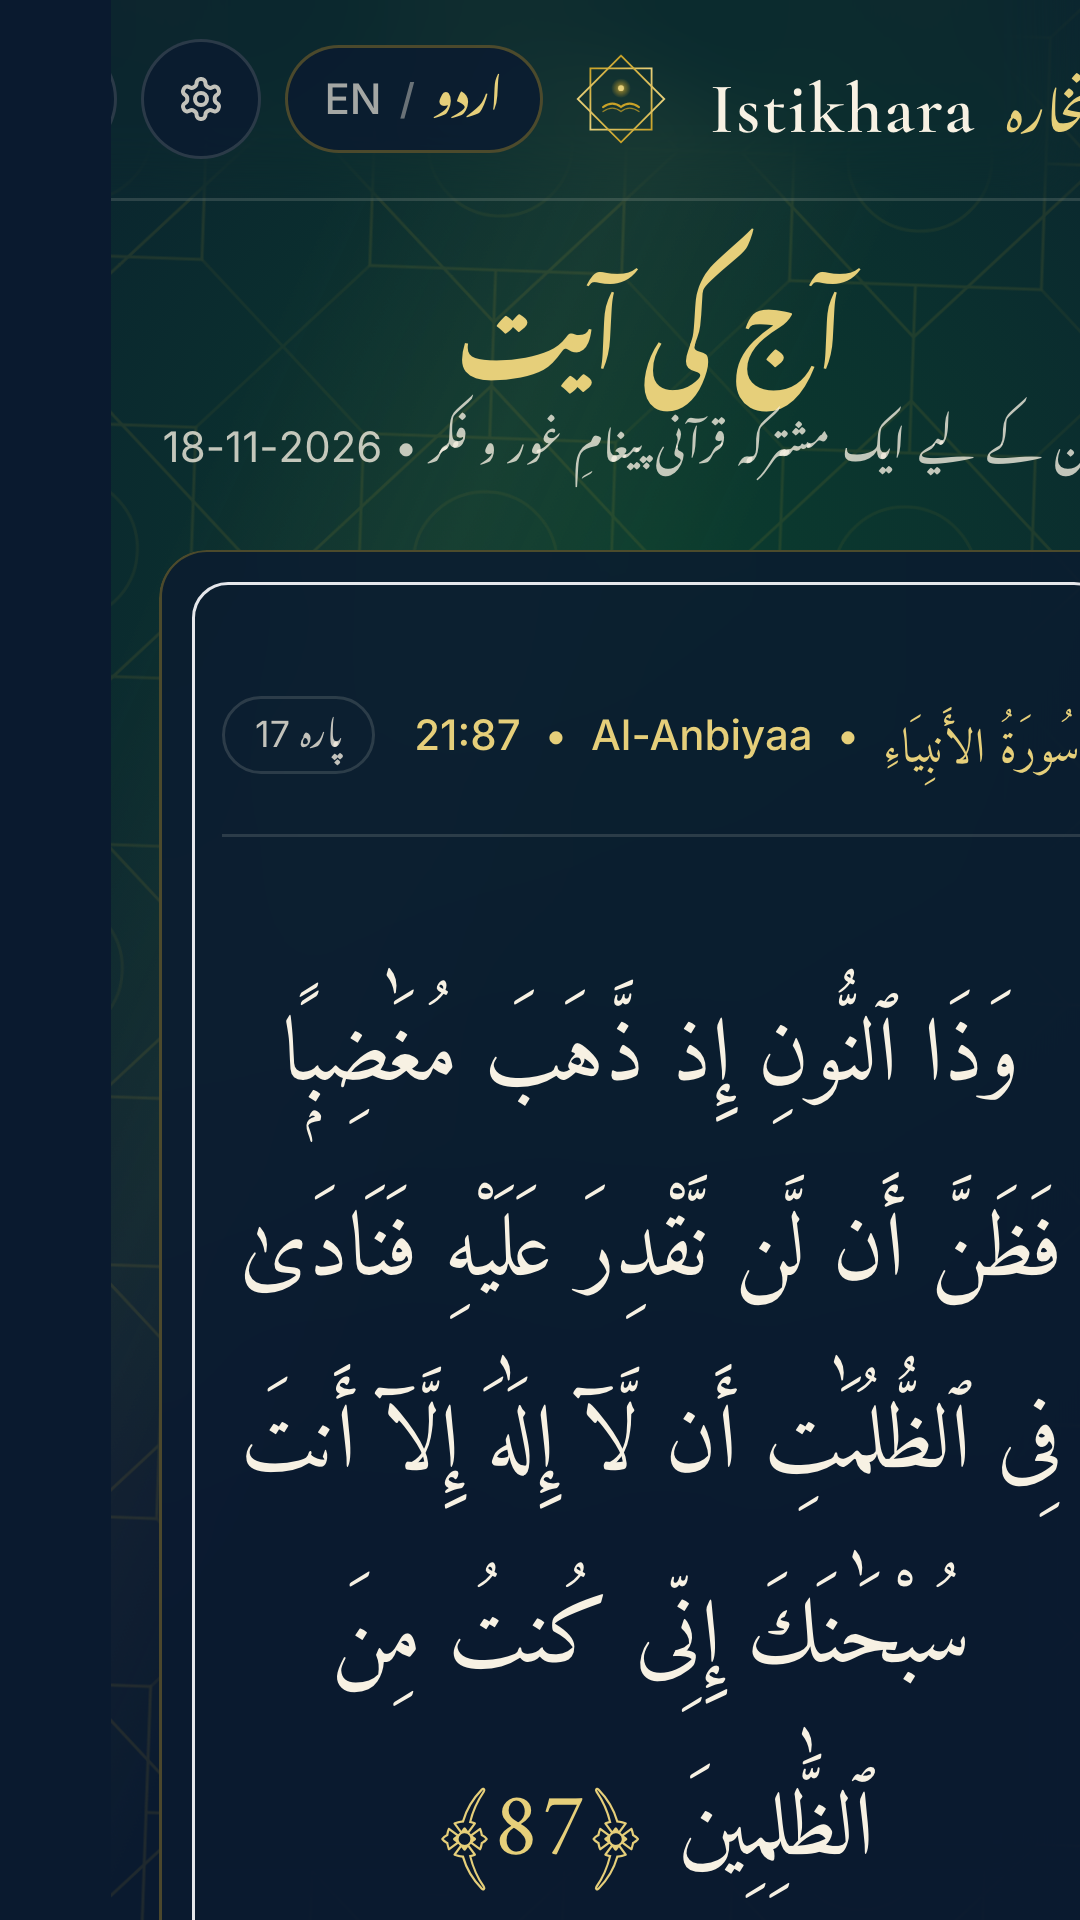 Istikhara
EN / اردو
آج کی آیت
کے لیے ایک مشترکہ قرآنی پیغامِ غور و فکر • 18-11-2026
سُورَةُ الأَنبِيَاءِ • Al-Anbiyaa • 21:87
پارہ 17
وَذَا ٱلنُّونِ إِذ ذَّهَبَ مُغَٰضِبًۭا
فَظَنَّ أَن لَّن نَّقْدِرَ عَلَيْهِ فَنَادَىٰ
فِى ٱلظُّلُمَٰتِ أَن لَّآ إِلَٰهَ إِلَّآ أَنتَ
سُبْحَٰنَكَ إِنِّى كُنتُ مِنَ
ٱلظَّٰلِمِينَ ﴿87﴾